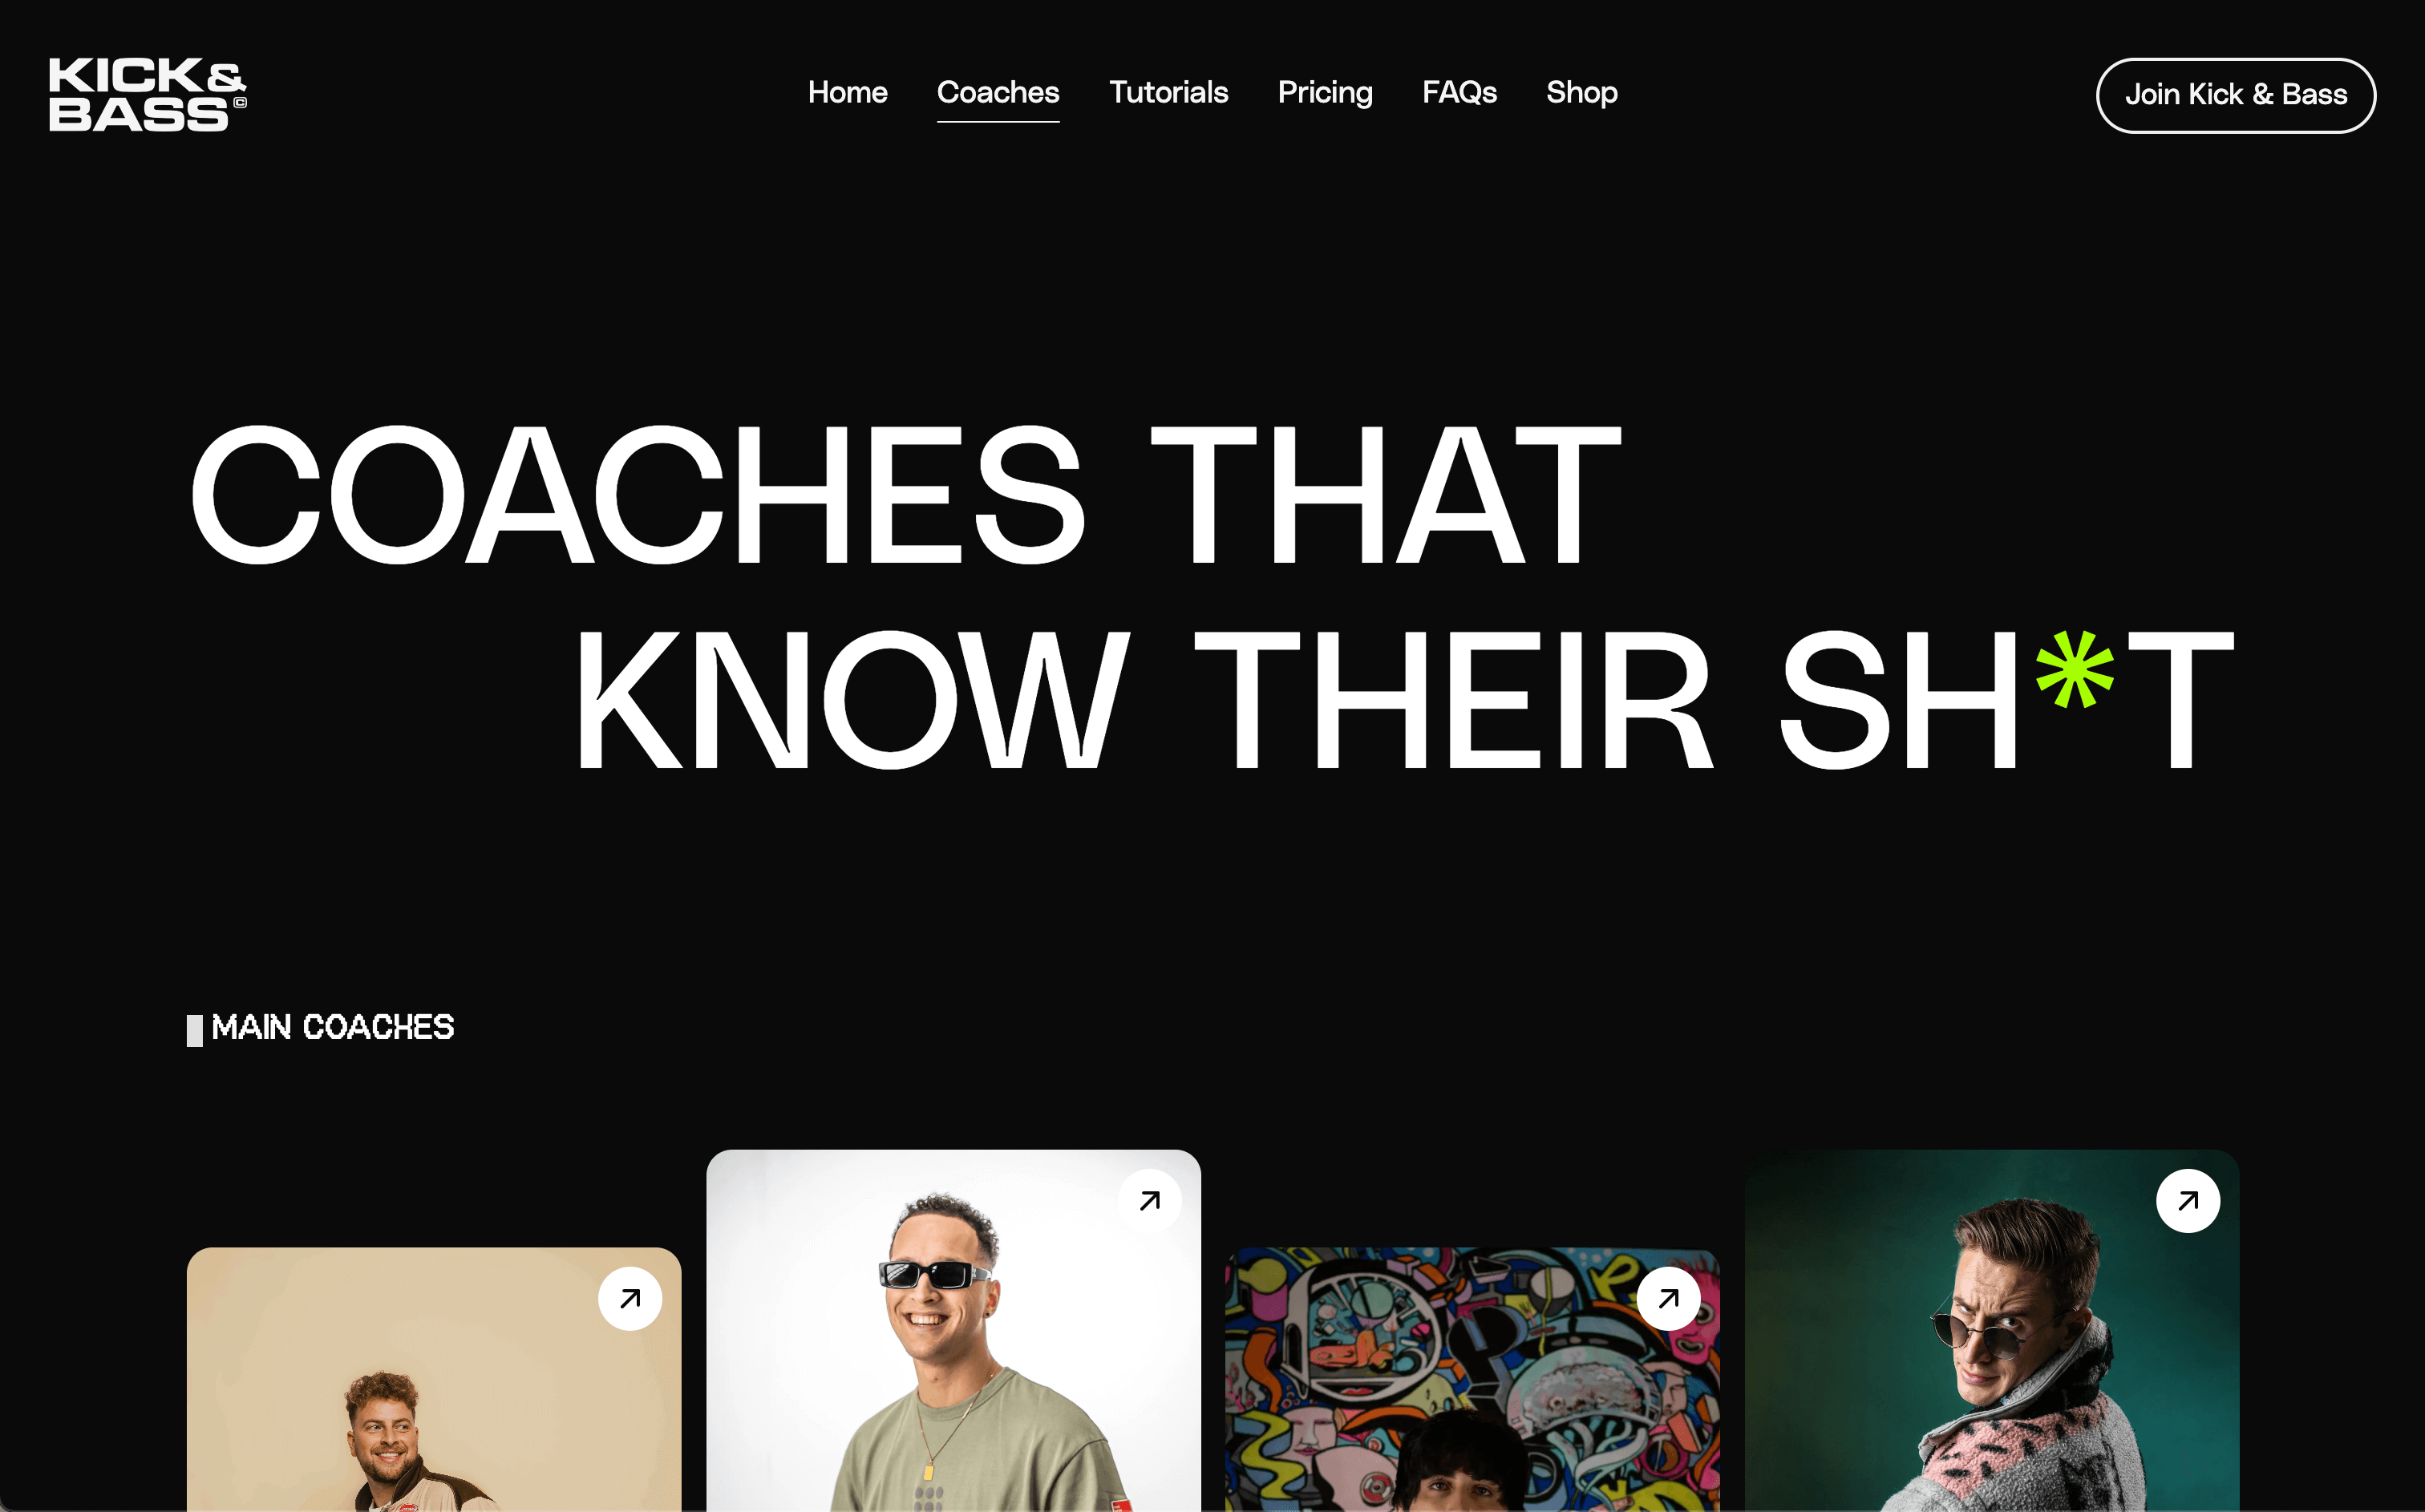 KICK&
BASS©
Home
Coaches
Tutorials
Pricing
FAQs
Shop
Join Kick & Bass
COACHES THAT
KNOW THEIR SH*T
MAIN COACHES